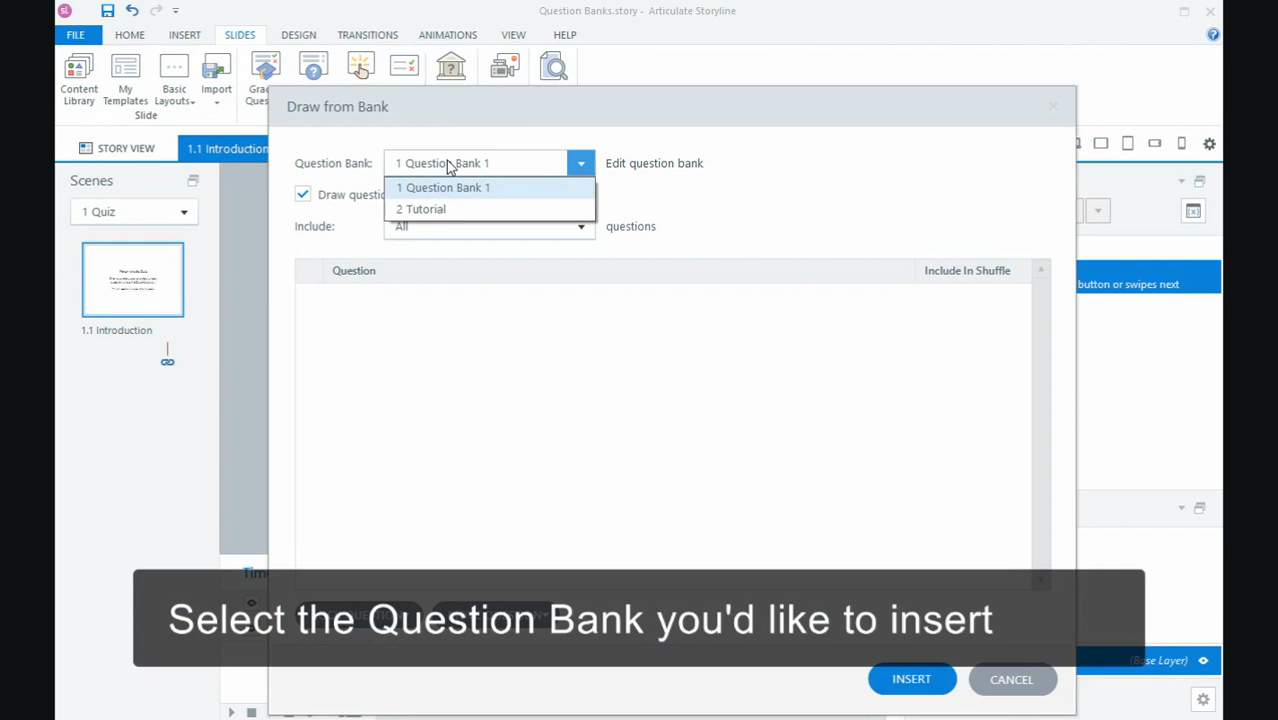 Question Banks.story - Articulate Storyline
FILE HOME INSERT SLIDES DESIGN TRANSITIONS ANIMATIONS VIEW HELP
Content Library
My Templates
Basic Layouts
Import
Slide
Draw from Bank
STORY VIEW
1.1 Introduction
Question Bank: 1 Question Bank 1 Edit question bank
Scenes
1 Question Bank 1
2 Tutorial
1 Quiz
Include: All questions
Question Include In Shuffle
button or swipes next
1.1 Introduction
Select the Question Bank you'd like to insert
(Base Layer)
INSERT CANCEL